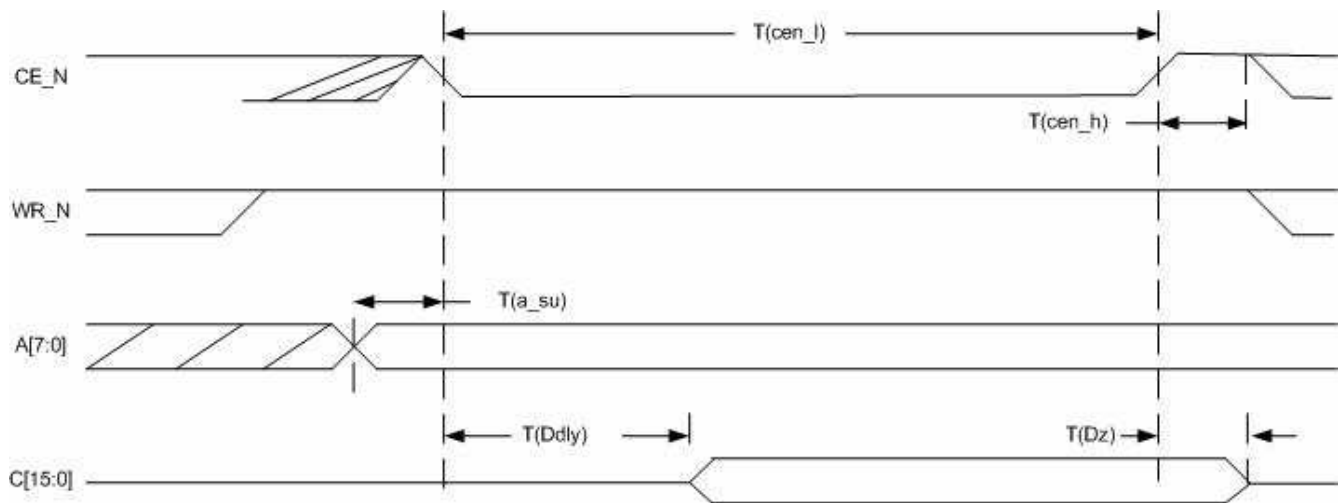 T(cen_l)
CE_N
T(cen_h)
WR_N
T(a_su)
A[7:0]
T(Ddly)
T(Dz)
C[15:0]